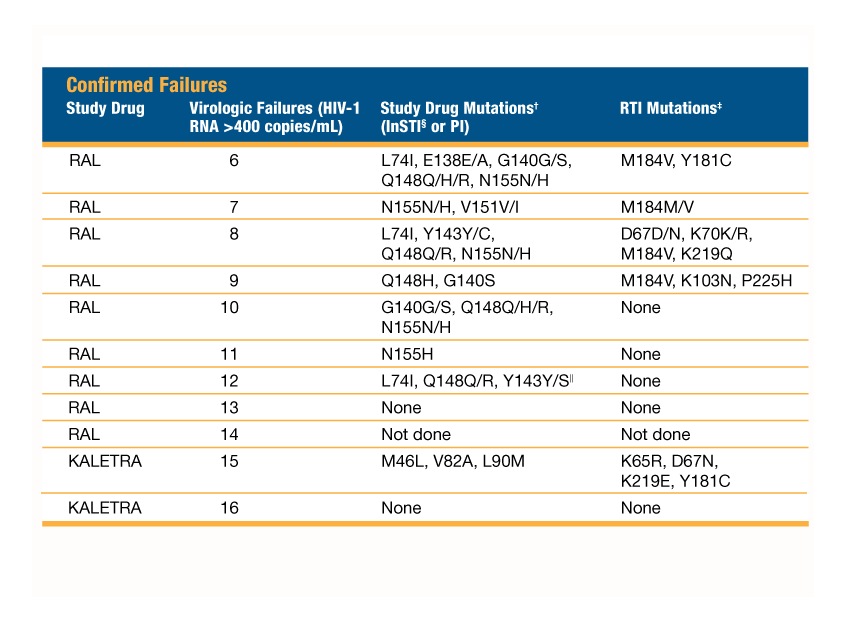 Confirmed Failures
Study Drug Virologic Failures (HIV-1 Study Drug Mutations† RTI Mutations‡
RNA >400 copies/mL) (InSTI§ or PI)
RAL 6 L74I, E138E/A, G140G/S, M184V, Y181C
Q148Q/H/R, N155N/H
RAL 7 N155N/H, V151V/I M184M/V
RAL 8 L74I, Y143Y/C, D67D/N, K70K/R,
Q148Q/R, N155N/H M184V, K219Q
RAL 9 Q148H, G140S M184V, K103N, P225H
RAL 10 G140G/S, Q148Q/H/R, None
N155N/H
RAL 11 N155H None
RAL 12 L74I, Q148Q/R, Y143Y/S‖ None
RAL 13 None None
RAL 14 Not done Not done
KALETRA 15 M46L, V82A, L90M K65R, D67N,
K219E, Y181C
KALETRA 16 None None